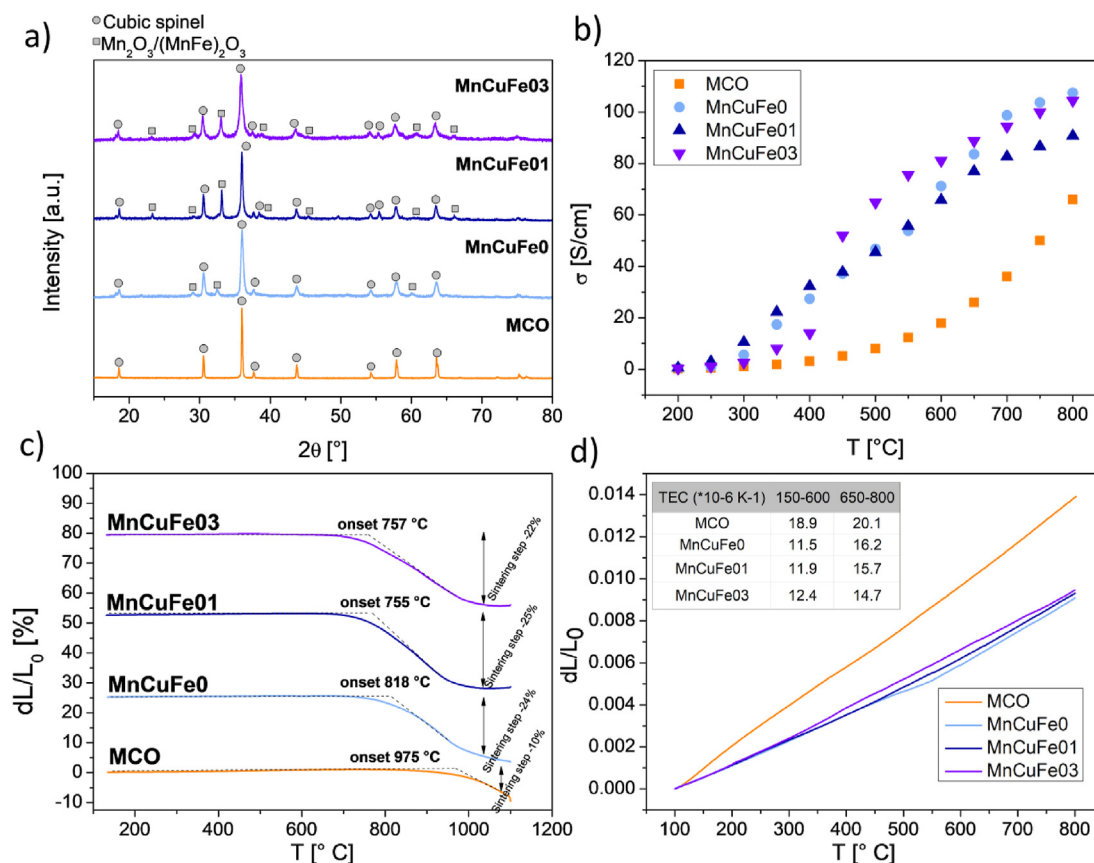 a)
Cubic spinel
Mn2O3/(MnFe)2O3
MnCuFe03
MnCuFe01
MnCuFe0
MCO
Intensity [a.u.]
20 30 40 50 60 70 80
2θ [°]
b)
MCO
MnCuFe0
MnCuFe01
MnCuFe03
120
100
80
60
40
20
0
σ [S/cm]
200 300 400 500 600 700 800
T [°C]
c)
100
90
80
70
60
50
40
30
20
10
0
-10
dL/L0 [%]
MnCuFe03
onset 757 °C
Sintering step -22%
MnCuFe01
onset 755 °C
Sintering step -25%
MnCuFe0
onset 818 °C
Sintering step -24%
MCO
onset 975 °C
Sintering step -10%
200 400 600 800 1000 1200
T [° C]
d)
TEC (*10-6 K-1) 150-600 650-800
MCO 18.9 20.1
MnCuFe0 11.5 16.2
MnCuFe01 11.9 15.7
MnCuFe03 12.4 14.7
0.014
0.012
0.010
0.008
0.006
0.004
0.002
0.000
dL/L0
MCO
MnCuFe0
MnCuFe01
MnCuFe03
100 200 300 400 500 600 700 800
T [° C]